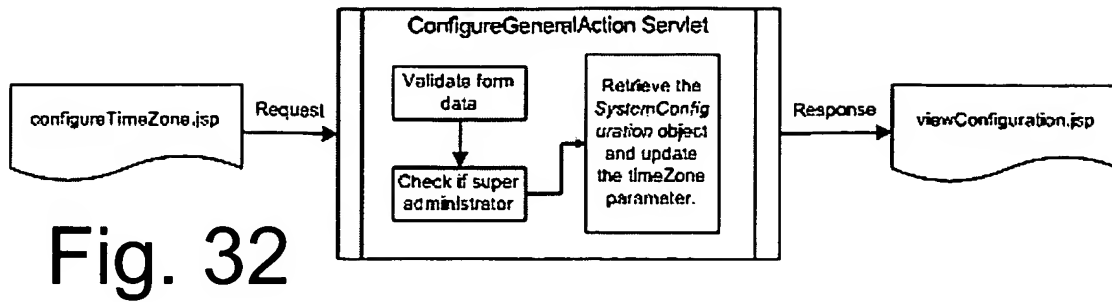 ConfigureGeneralAction Servlet
configureTimeZone.jsp
Request
Validate form
data
Check if super
administrator
Retrieve the
SystemConfig
uration object
and update
the timeZone
parameter.
Response
viewConfiguration.jsp
Fig. 32